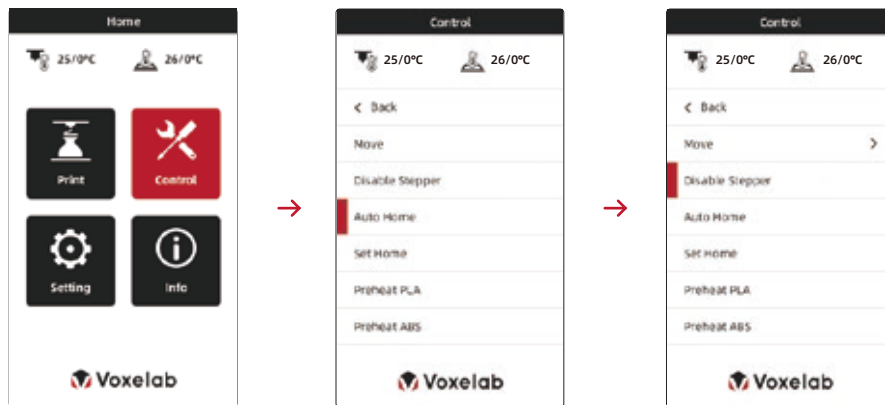 Home
25/0℃ 26/0℃
Print Control
Setting Info
Voxelab
Control
25/0℃ 26/0℃
< Back
Move
Disable Stepper
Auto Home
Set Home
Preheat PLA
Preheat ABS
Voxelab
Control
25/0℃ 26/0℃
< Back
Move >
Disable Stepper
Auto Home
Set Home
Preheat PLA
Preheat ABS
Voxelab